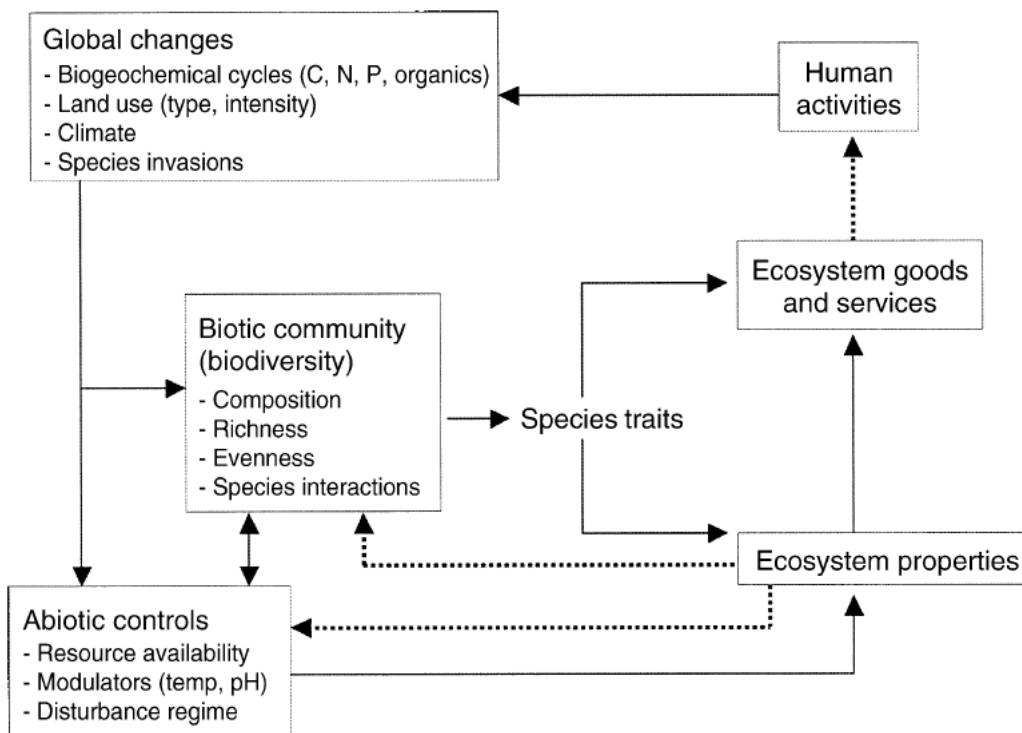 Global changes
- Biogeochemical cycles (C, N, P, organics)
- Land use (type, intensity)
- Climate
- Species invasions
Human
activities
Ecosystem goods
and services
Biotic community
(biodiversity)
- Composition
- Richness
- Evenness
- Species interactions
Species traits
Ecosystem properties
Abiotic controls
- Resource availability
- Modulators (temp, pH)
- Disturbance regime